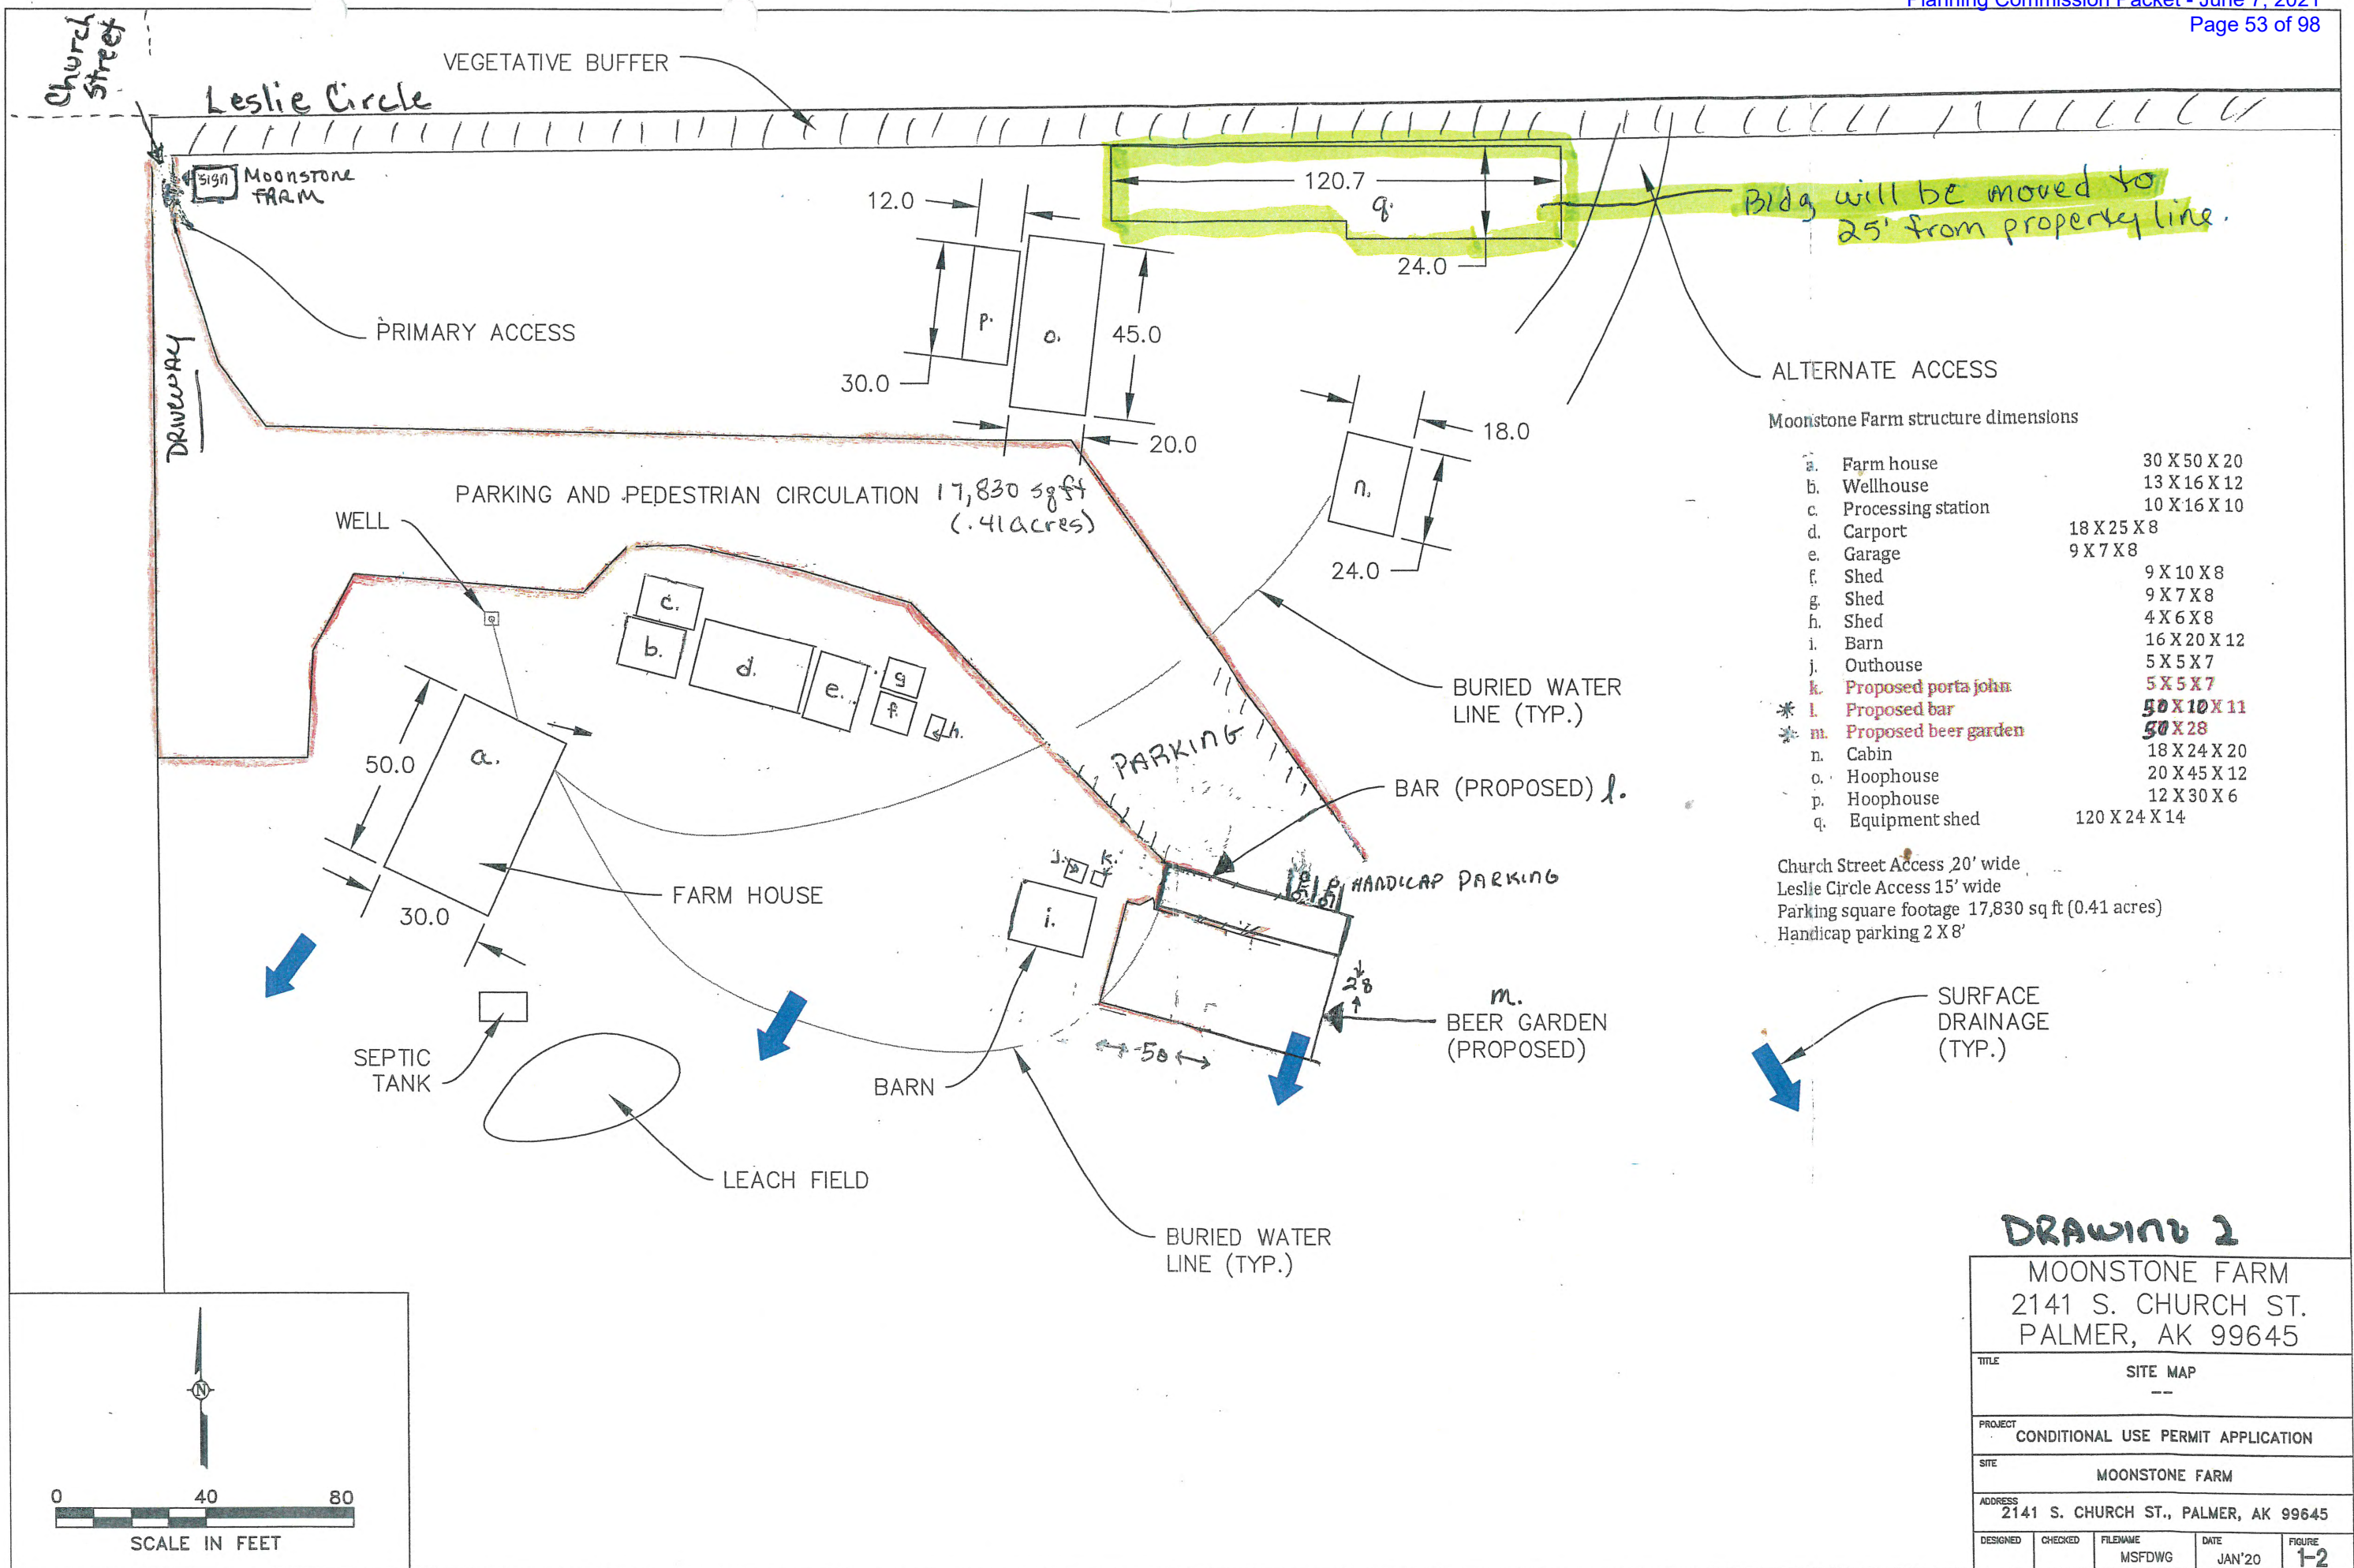 Planning Commission Packet - June 7, 2021
Page 53 of 98
Church
Street
Leslie Circle
VEGETATIVE BUFFER
sign
MOONSTONE
FARM
PRIMARY ACCESS
DRIVEWAY
12.0
p.
o.
30.0
45.0
20.0
120.7
q.
24.0
Bldg will be moved to
25' from property line.
ALTERNATE ACCESS
18.0
n.
24.0
PARKING AND PEDESTRIAN CIRCULATION 17,830 sqft
(.41acres)
WELL
c.
b.
d.
e.
g
f.
h.
BURIED WATER
LINE (TYP.)
PARKING
50.0
a.
30.0
FARM HOUSE
BAR (PROPOSED) l.
j.
k.
i.
HANDICAP PARKING
28
50
m.
BEER GARDEN
(PROPOSED)
SEPTIC
TANK
BARN
LEACH FIELD
BURIED WATER
LINE (TYP.)
Moonstone Farm structure dimensions
a. Farm house 30 X 50 X 20
b. Wellhouse 13 X 16 X 12
c. Processing station 10 X 16 X 10
d. Carport 18 X 25 X 8
e. Garage 9 X 7 X 8
f. Shed 9 X 10 X 8
g. Shed 9 X 7 X 8
h. Shed 4 X 6 X 8
i. Barn 16 X 20 X 12
j. Outhouse 5 X 5 X 7
k. Proposed porta john 5 X 5 X 7
* l. Proposed bar 50 X 10 X 11
* m. Proposed beer garden 50 X 28
n. Cabin 18 X 24 X 20
o. Hoophouse 20 X 45 X 12
p. Hoophouse 12 X 30 X 6
q. Equipment shed 120 X 24 X 14
Church Street Access 20' wide
Leslie Circle Access 15' wide
Parking square footage 17,830 sq ft (0.41 acres)
Handicap parking 2 X 8'
SURFACE
DRAINAGE
(TYP.)
N
0 40 80
SCALE IN FEET
DRAWING 2
MOONSTONE FARM
2141 S. CHURCH ST.
PALMER, AK 99645
TITLE
SITE MAP
--
PROJECT
CONDITIONAL USE PERMIT APPLICATION
SITE
MOONSTONE FARM
ADDRESS
2141 S. CHURCH ST., PALMER, AK 99645
DESIGNED CHECKED FILENAME DATE FIGURE
MSFDWG JAN'20 1-2